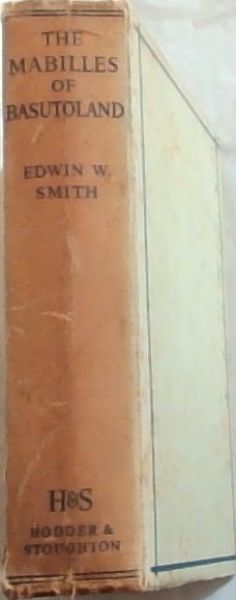 THE
MABILLES
OF
BASUTOLAND
EDWIN W.
SMITH
H&S
HODDER &
STOUGHTON